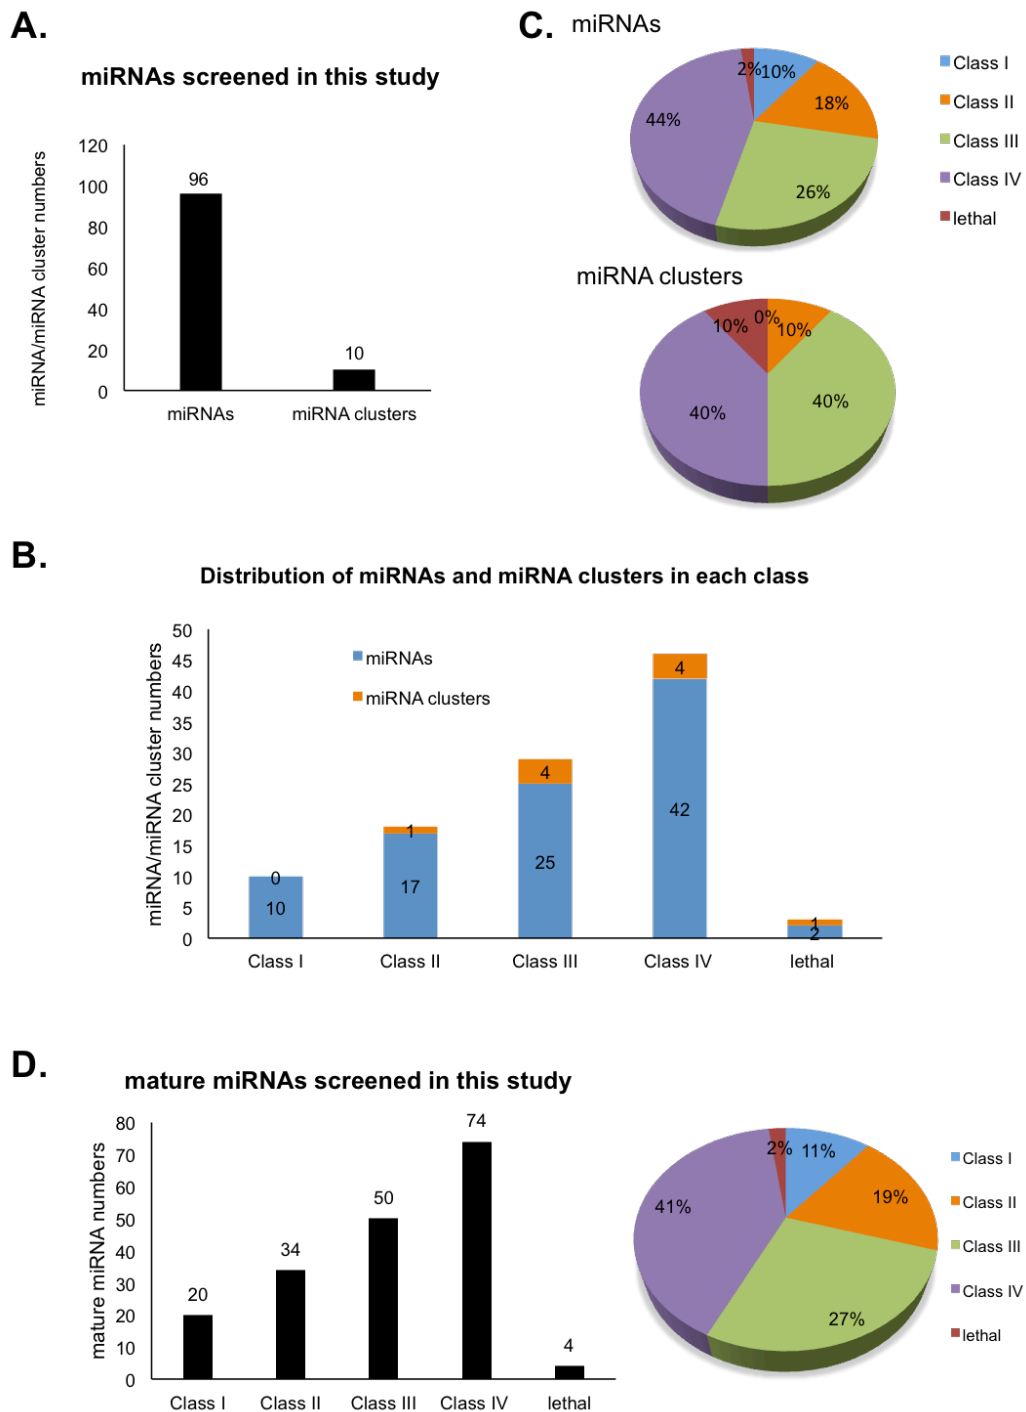 A.
miRNAs screened in this study
miRNA/miRNA cluster numbers
120
100
80
60
40
20
0
96
10
miRNAs
miRNA clusters
C. miRNAs
2%
10%
18%
26%
44%
Class I
Class II
Class III
Class IV
lethal
miRNA clusters
10%
0%
10%
40%
40%
B.
Distribution of miRNAs and miRNA clusters in each class
miRNA/miRNA cluster numbers
50
45
40
35
30
25
20
15
10
5
0
miRNAs
miRNA clusters
0
10
1
17
4
25
4
42
1
2
Class I
Class II
Class III
Class IV
lethal
D.
mature miRNAs screened in this study
mature miRNA numbers
80
70
60
50
40
30
20
10
0
20
34
50
74
4
Class I
Class II
Class III
Class IV
lethal
2%
11%
19%
27%
41%
Class I
Class II
Class III
Class IV
lethal